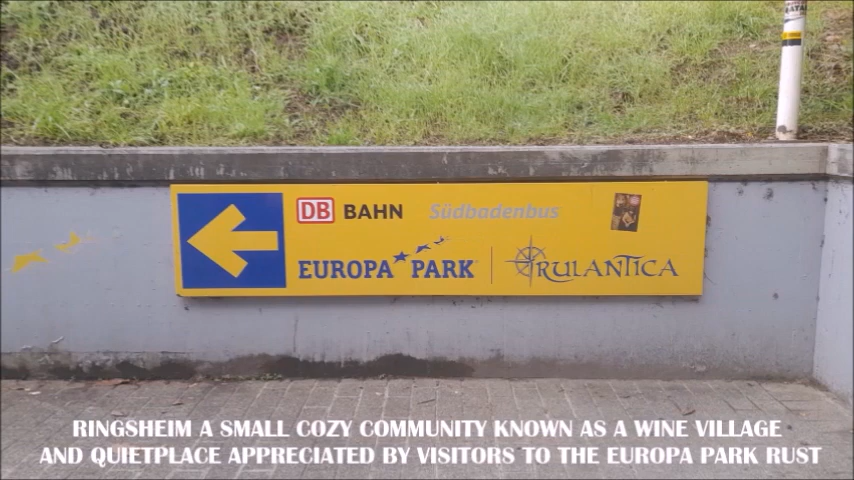 DB BAHN Südbadenbus
EUROPA PARK RULANTICA
RINGSHEIM A SMALL COZY COMMUNITY KNOWN AS A WINE VILLAGE
AND QUIETPLACE APPRECIATED BY VISITORS TO THE EUROPA PARK RUST